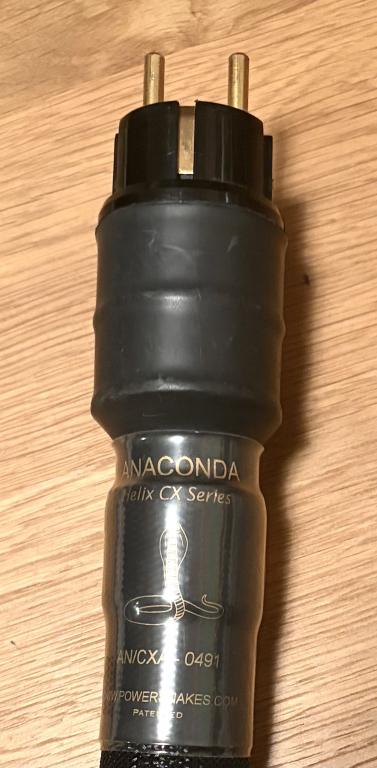 ANACONDA
Helix CX Series
AN/CXA - 0491
WWW.POWERSNAKES.COM
PATENTED